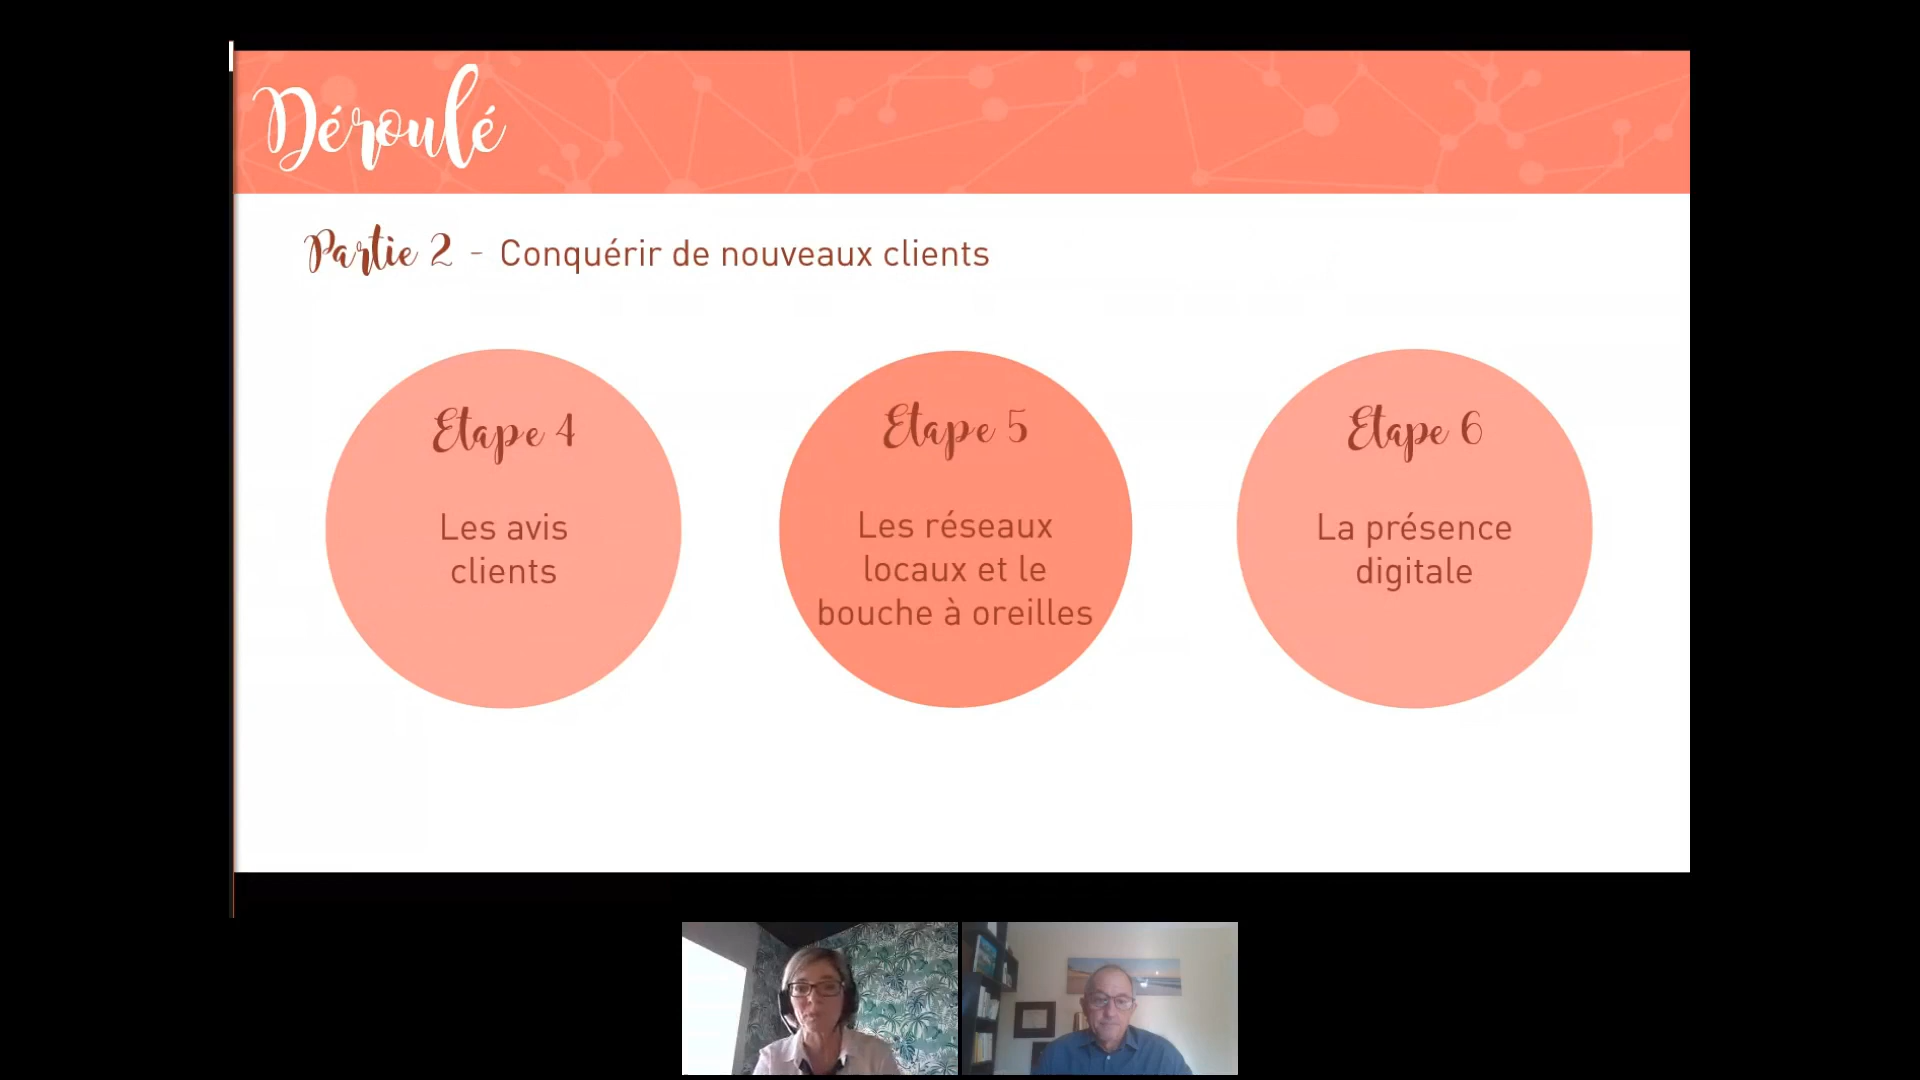 Déroulé
Partie 2 - Conquérir de nouveaux clients
Etape 4
Les avis
clients
Etape 5
Les réseaux
locaux et le
bouche à oreilles
Etape 6
La présence
digitale